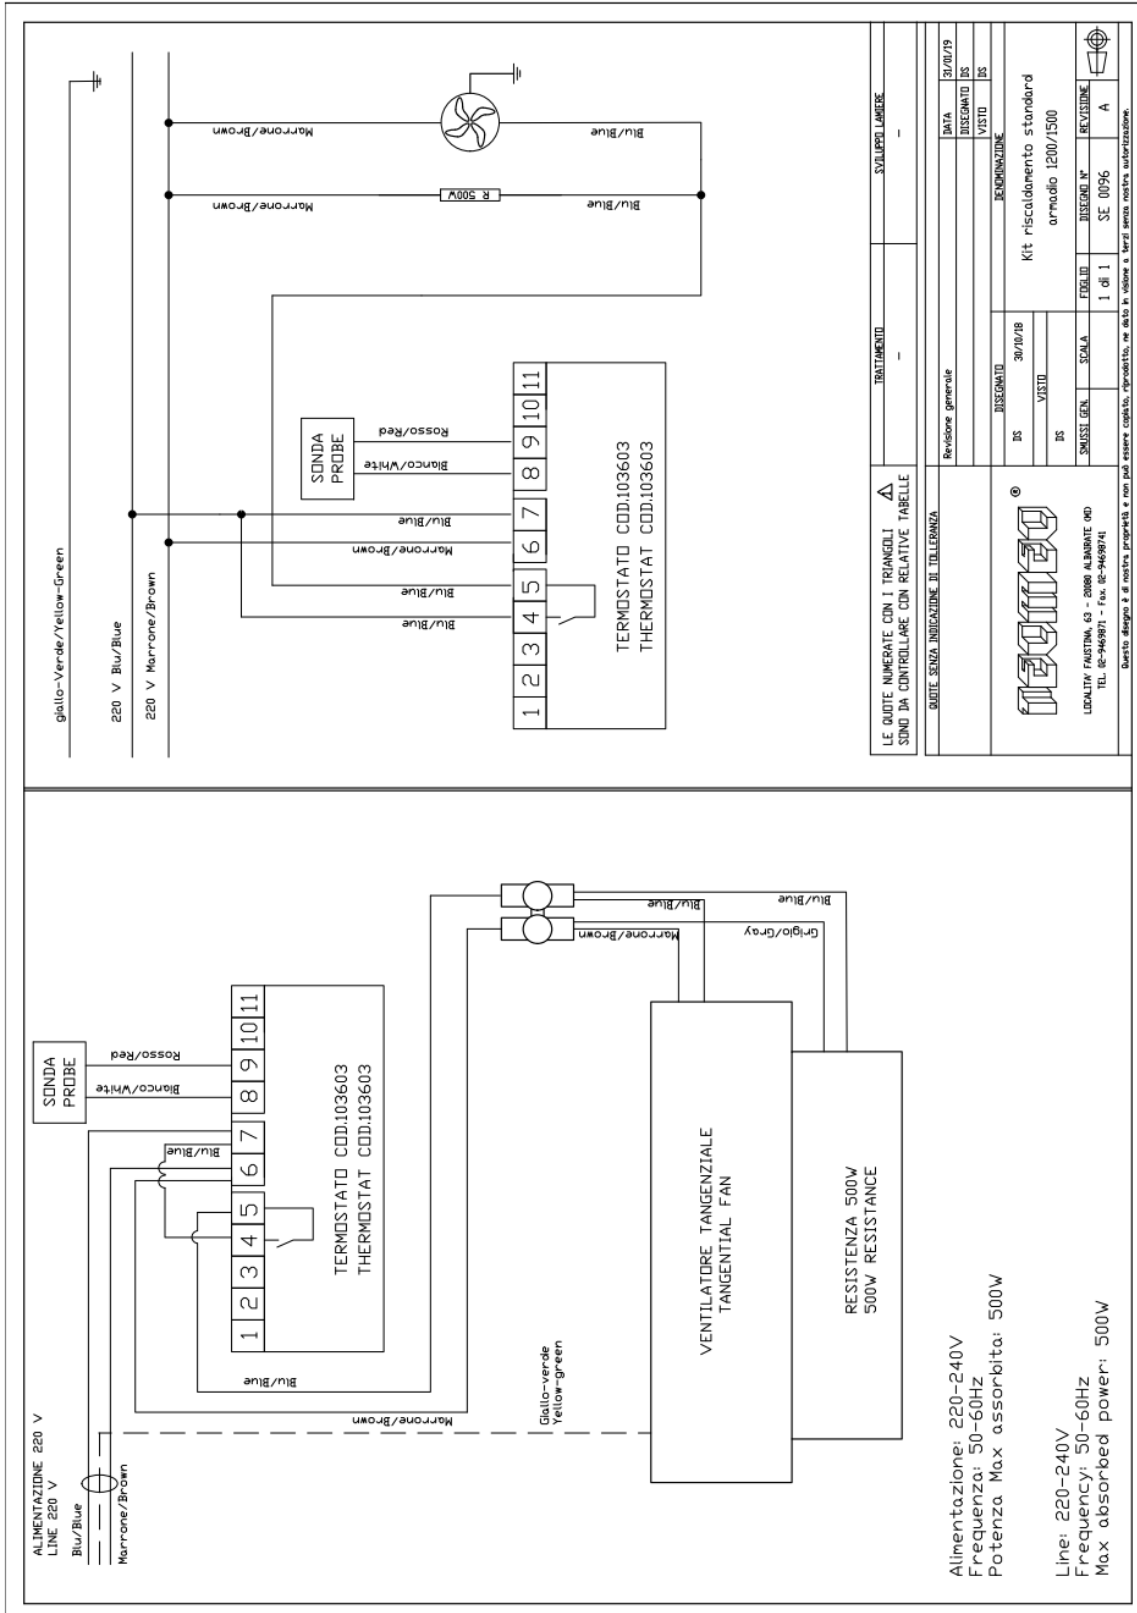 ALIMENTAZIONE 220 V
LINE 220 V
Blu/Blue
Marrone/Brown
SONDA
PROBE
Bianco/White
Rosso/Red
Blu/Blue
1 2 3 4 5 6 7 8 9 10 11
TERMOSTATO COD.103603
THERMOSTAT COD.103603
Blu/Blue
Marrone/Brown
Giallo-verde
Yellow-green
Marrone/Brown
Blu/Blue
Grigio/Gray
Blu/Blue
VENTILATORE TANGENZIALE
TANGENTIAL FAN
RESISTENZA 500W
500W RESISTANCE
Alimentazione: 220-240V
Frequenza: 50-60Hz
Potenza Max assorbita: 500W
Line: 220-240V
Frequency: 50-60Hz
Max absorbed power: 500W
giallo-Verde/Yellow-Green
220 V Blu/Blue
220 V Marrone/Brown
SONDA
PROBE
Blu/Blue
Blu/Blue
Marrone/Brown
Blu/Blue
Bianco/White
Rosso/Red
1 2 3 4 5 6 7 8 9 10 11
TERMOSTATO COD.103603
THERMOSTAT COD.103603
Marrone/Brown
R 500W
Blu/Blue
Marrone/Brown
Blu/Blue
LE QUOTE NUMERATE CON I TRIANGOLI
SONO DA CONTROLLARE CON RELATIVE TABELLE
TRATTAMENTO
-
SVILUPPO LAMIERE
-
QUOTE SENZA INDICAZIONE DI TOLLERANZA
Revisione generale
DATA 31/01/19
DISEGNATO DS
VISTO DS
neomec ®
LOCALITA' FAUSTINA, 63 - 20080 ALBAIRATE (MI)
TEL. 02-9469871 - Fax. 02-94698741
DISEGNATO
DS 30/10/18
VISTO
DS
DENOMINAZIONE
Kit riscaldamento standard
armadio 1200/1500
SMUSSI GEN. SCALA FOGLIO DISEGNO N° REVISIONE
1 di 1 SE 0096 A
Questo disegno è di nostra proprietà e non può essere copiato, riprodotto, ne dato in visione a terzi senza nostra autorizzazione.